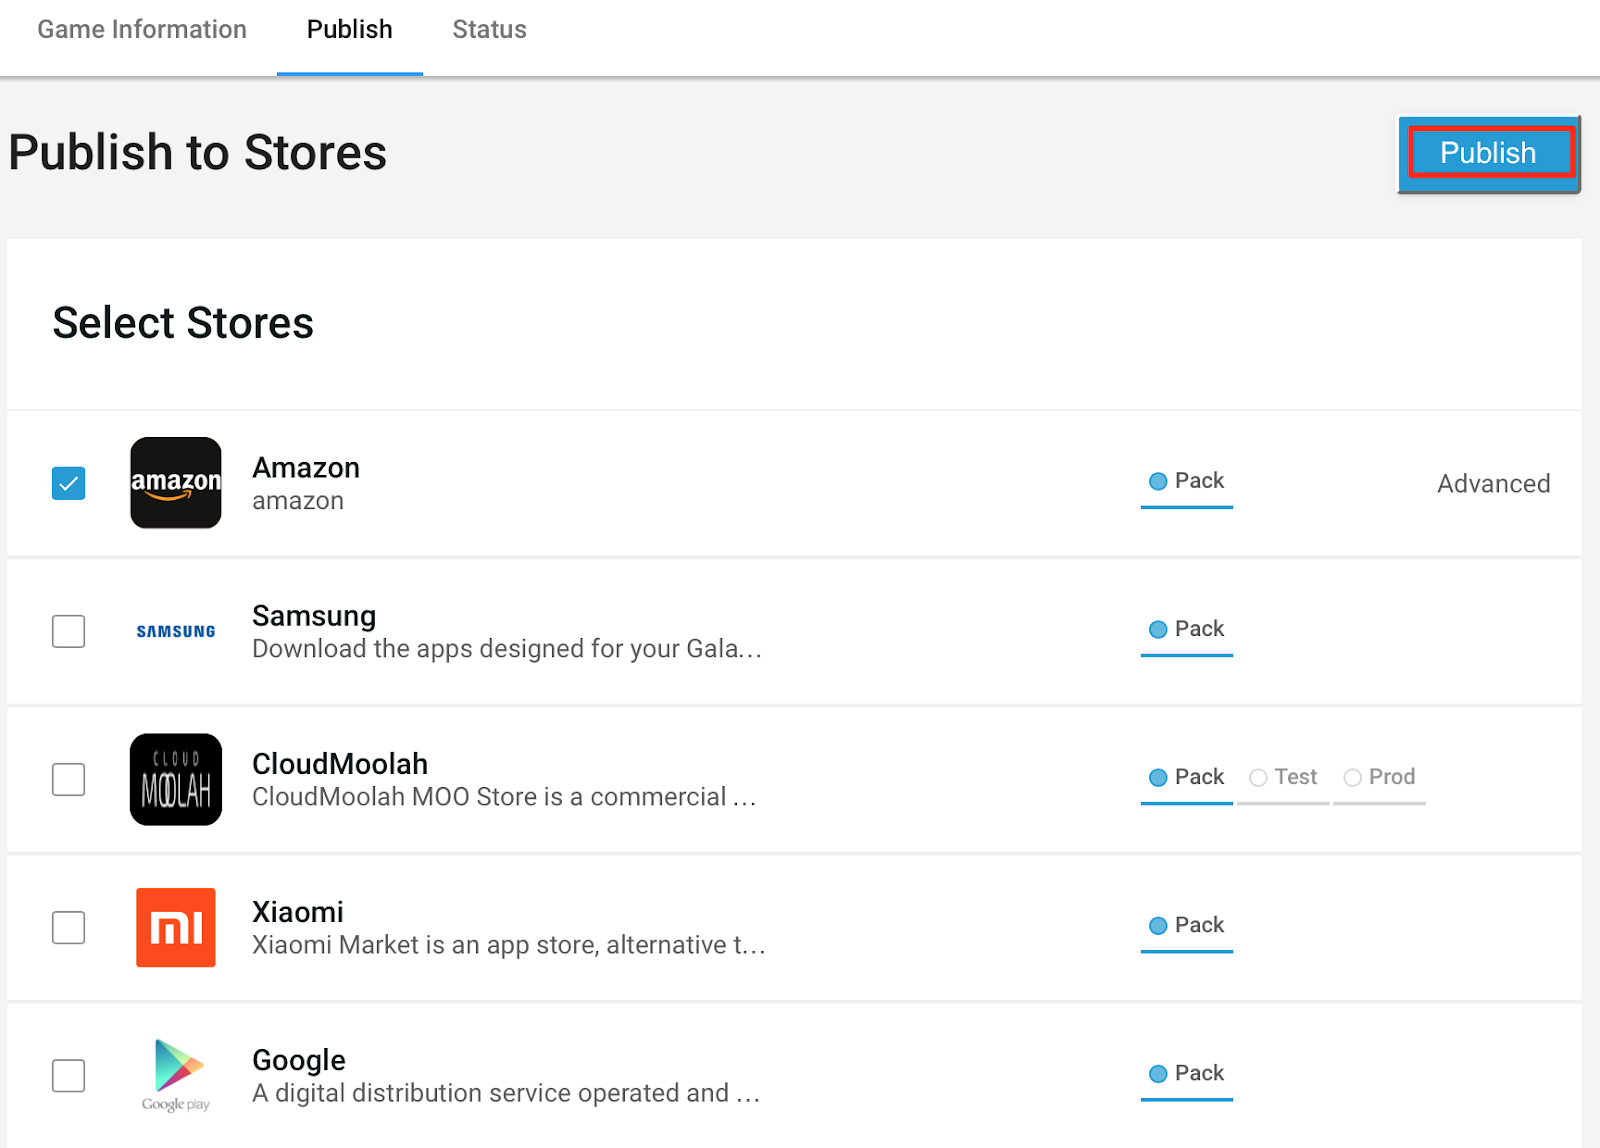 Game Information Publish Status
Publish to Stores Publish
Select Stores
amazon
Amazon
amazon
Pack Advanced
SAMSUNG
Samsung
Download the apps designed for your Gala...
Pack
CLOUD
MOOLAH
CloudMoolah
CloudMoolah MOO Store is a commercial ...
Pack Test Prod
mi
Xiaomi
Xiaomi Market is an app store, alternative t...
Pack
Google play
Google
A digital distribution service operated and ...
Pack